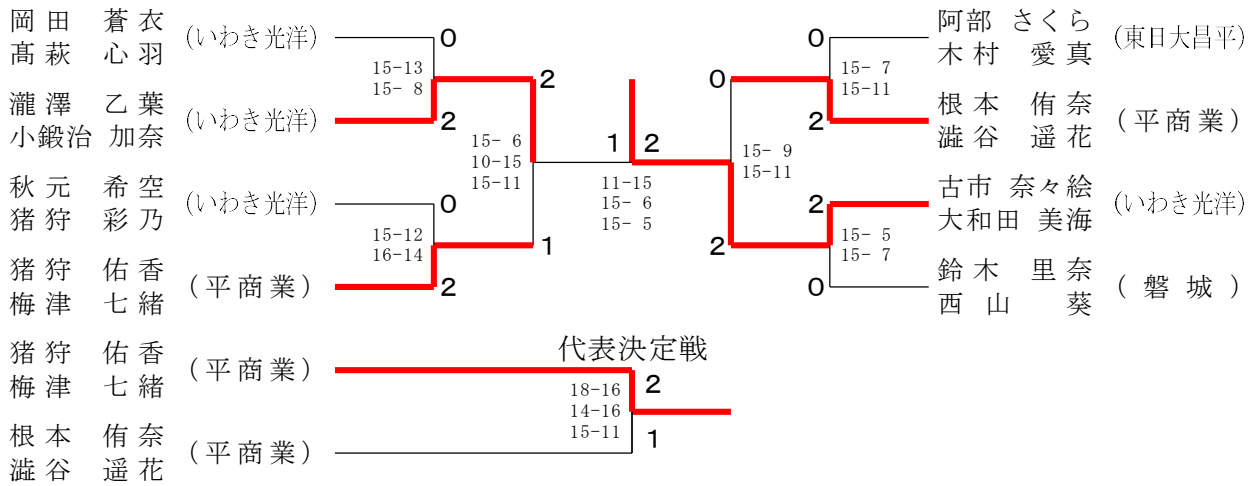 岡田 蒼衣
髙萩 心羽
(いわき光洋)
0
15-13
15- 8
瀧澤 乙葉
小鍛治 加奈
(いわき光洋)
2
2
15- 6
10-15
15-11
秋元 希空
猪狩 彩乃
(いわき光洋)
0
15-12
16-14
1
猪狩 佑香
梅津 七緒
(平商業)
2
1 2
11-15
15- 6
15- 5
阿部 さくら
木村 愛真
(東日大昌平)
0
15- 7
15-11
0
根本 侑奈
澁谷 遥花
(平商業)
2
15- 9
15-11
古市 奈々絵
大和田 美海
(いわき光洋)
2
15- 5
15- 7
2
鈴木 里奈
西山 葵
(磐城)
0
代表決定戦
猪狩 佑香
梅津 七緒
(平商業)
2
18-16
14-16
15-11
1
根本 侑奈
澁谷 遥花
(平商業)